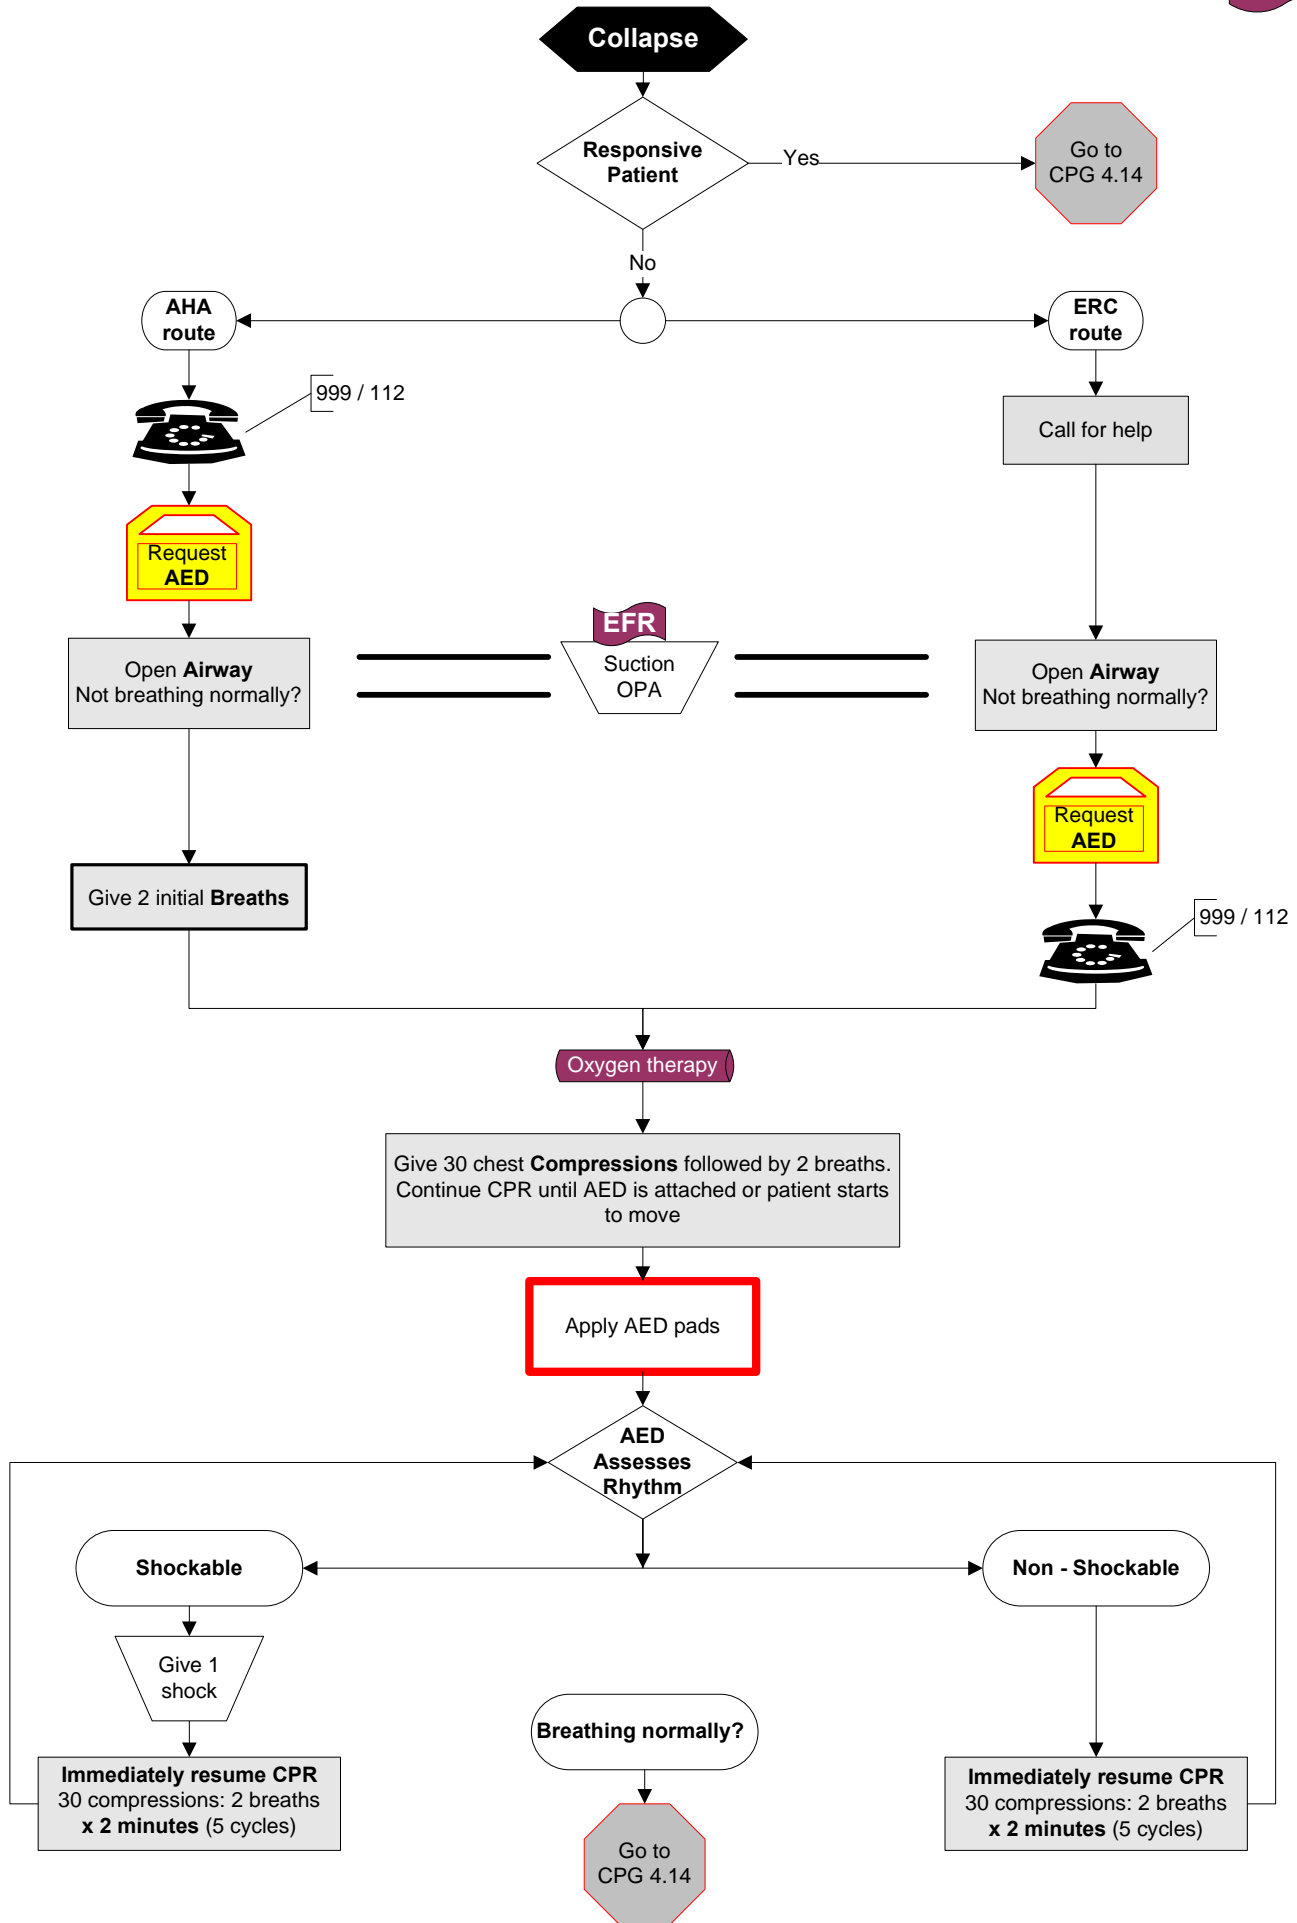 Collapse
Responsive
Patient
Yes
Go to
CPG 4.14
No
AHA
route
ERC
route
999 / 112
Call for help
Request
AED
EFR
Suction
OPA
Open Airway
Not breathing normally?
Open Airway
Not breathing normally?
Request
AED
Give 2 initial Breaths
999 / 112
Oxygen therapy
Give 30 chest Compressions followed by 2 breaths.
Continue CPR until AED is attached or patient starts
to move
Apply AED pads
AED
Assesses
Rhythm
Shockable
Non - Shockable
Give 1
shock
Breathing normally?
Immediately resume CPR
30 compressions: 2 breaths
x 2 minutes (5 cycles)
Immediately resume CPR
30 compressions: 2 breaths
x 2 minutes (5 cycles)
Go to
CPG 4.14